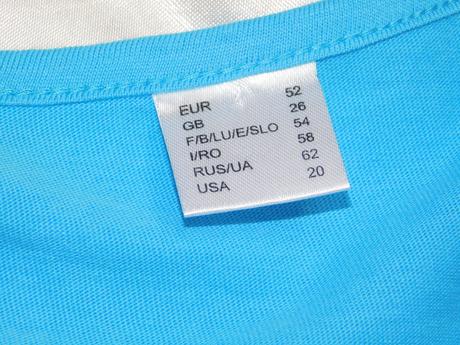 EUR 52
GB 26
F/B/LU/E/SLO 54
I/RO 58
RUS/UA 62
USA 20